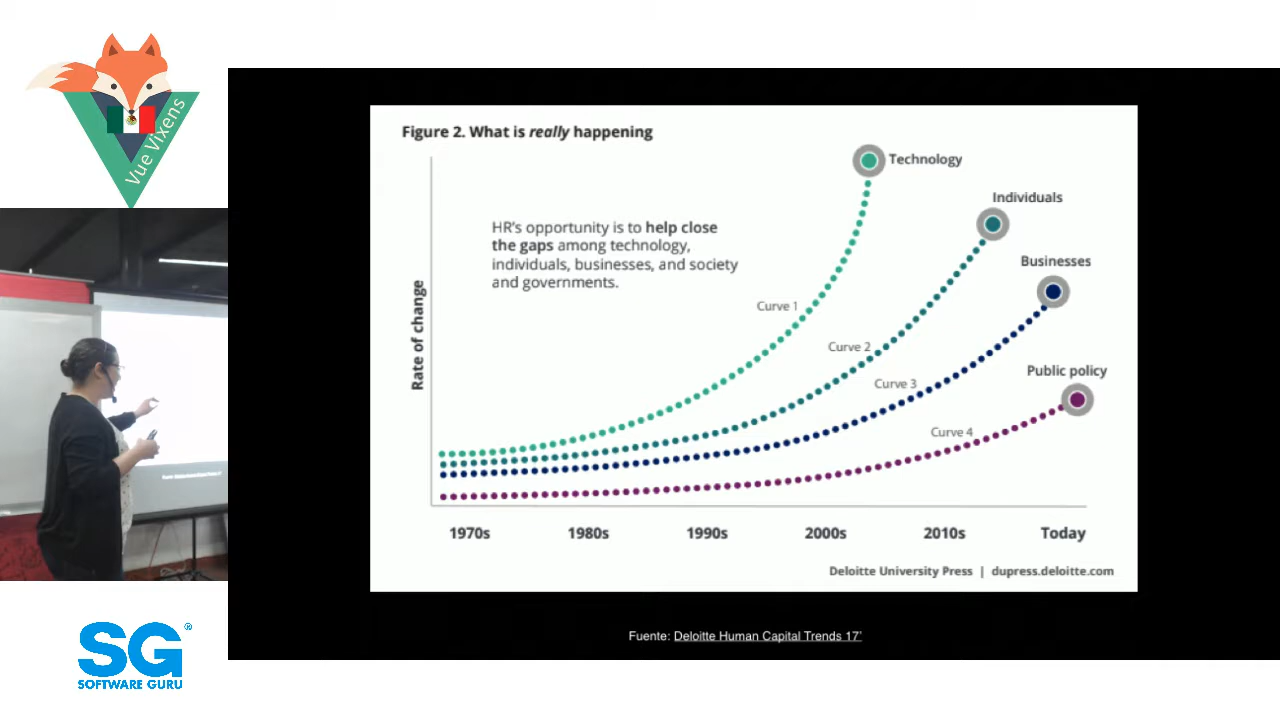 Vue Vixens
SG®
SOFTWARE GURU
Figure 2. What is really happening
HR's opportunity is to help close
the gaps among technology,
individuals, businesses, and society
and governments.
Rate of change
Technology
Individuals
Businesses
Public policy
Curve 1
Curve 2
Curve 3
Curve 4
1970s 1980s 1990s 2000s 2010s Today
Deloitte University Press | dupress.deloitte.com
Fuente: Deloitte Human Capital Trends 17'